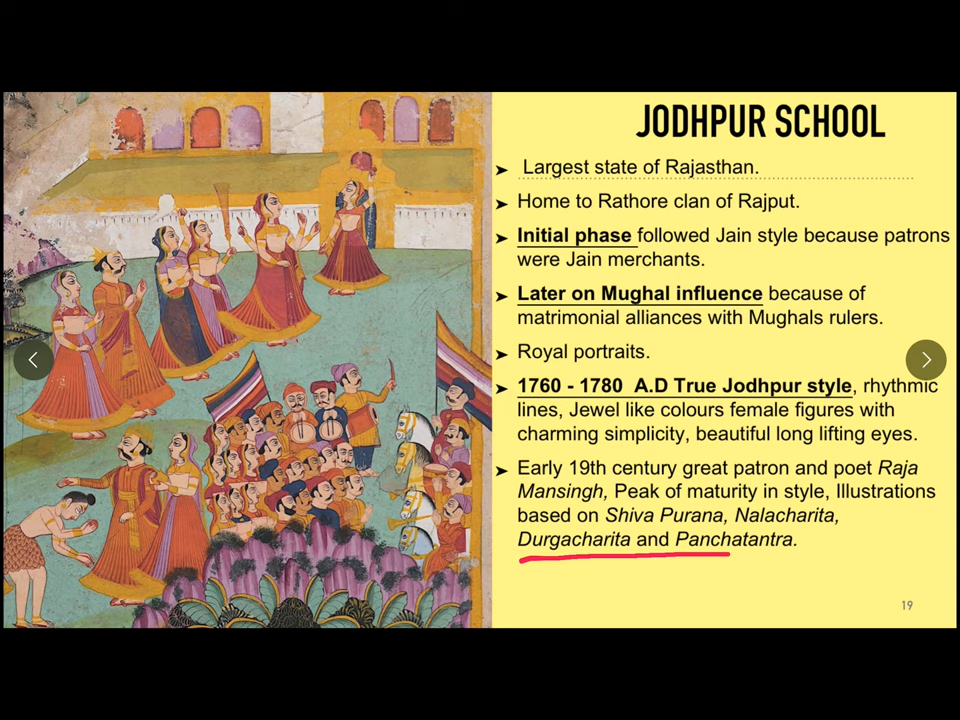 JODHPUR SCHOOL
➤ Largest state of Rajasthan.
➤ Home to Rathore clan of Rajput.
➤ Initial phase followed Jain style because patrons
were Jain merchants.
➤ Later on Mughal influence because of
matrimonial alliances with Mughals rulers.
➤ Royal portraits.
➤ 1760 - 1780 A.D True Jodhpur style, rhythmic
lines, Jewel like colours female figures with
charming simplicity, beautiful long lifting eyes.
➤ Early 19th century great patron and poet Raja
Mansingh, Peak of maturity in style, Illustrations
based on Shiva Purana, Nalacharita,
Durgacharita and Panchatantra.
19